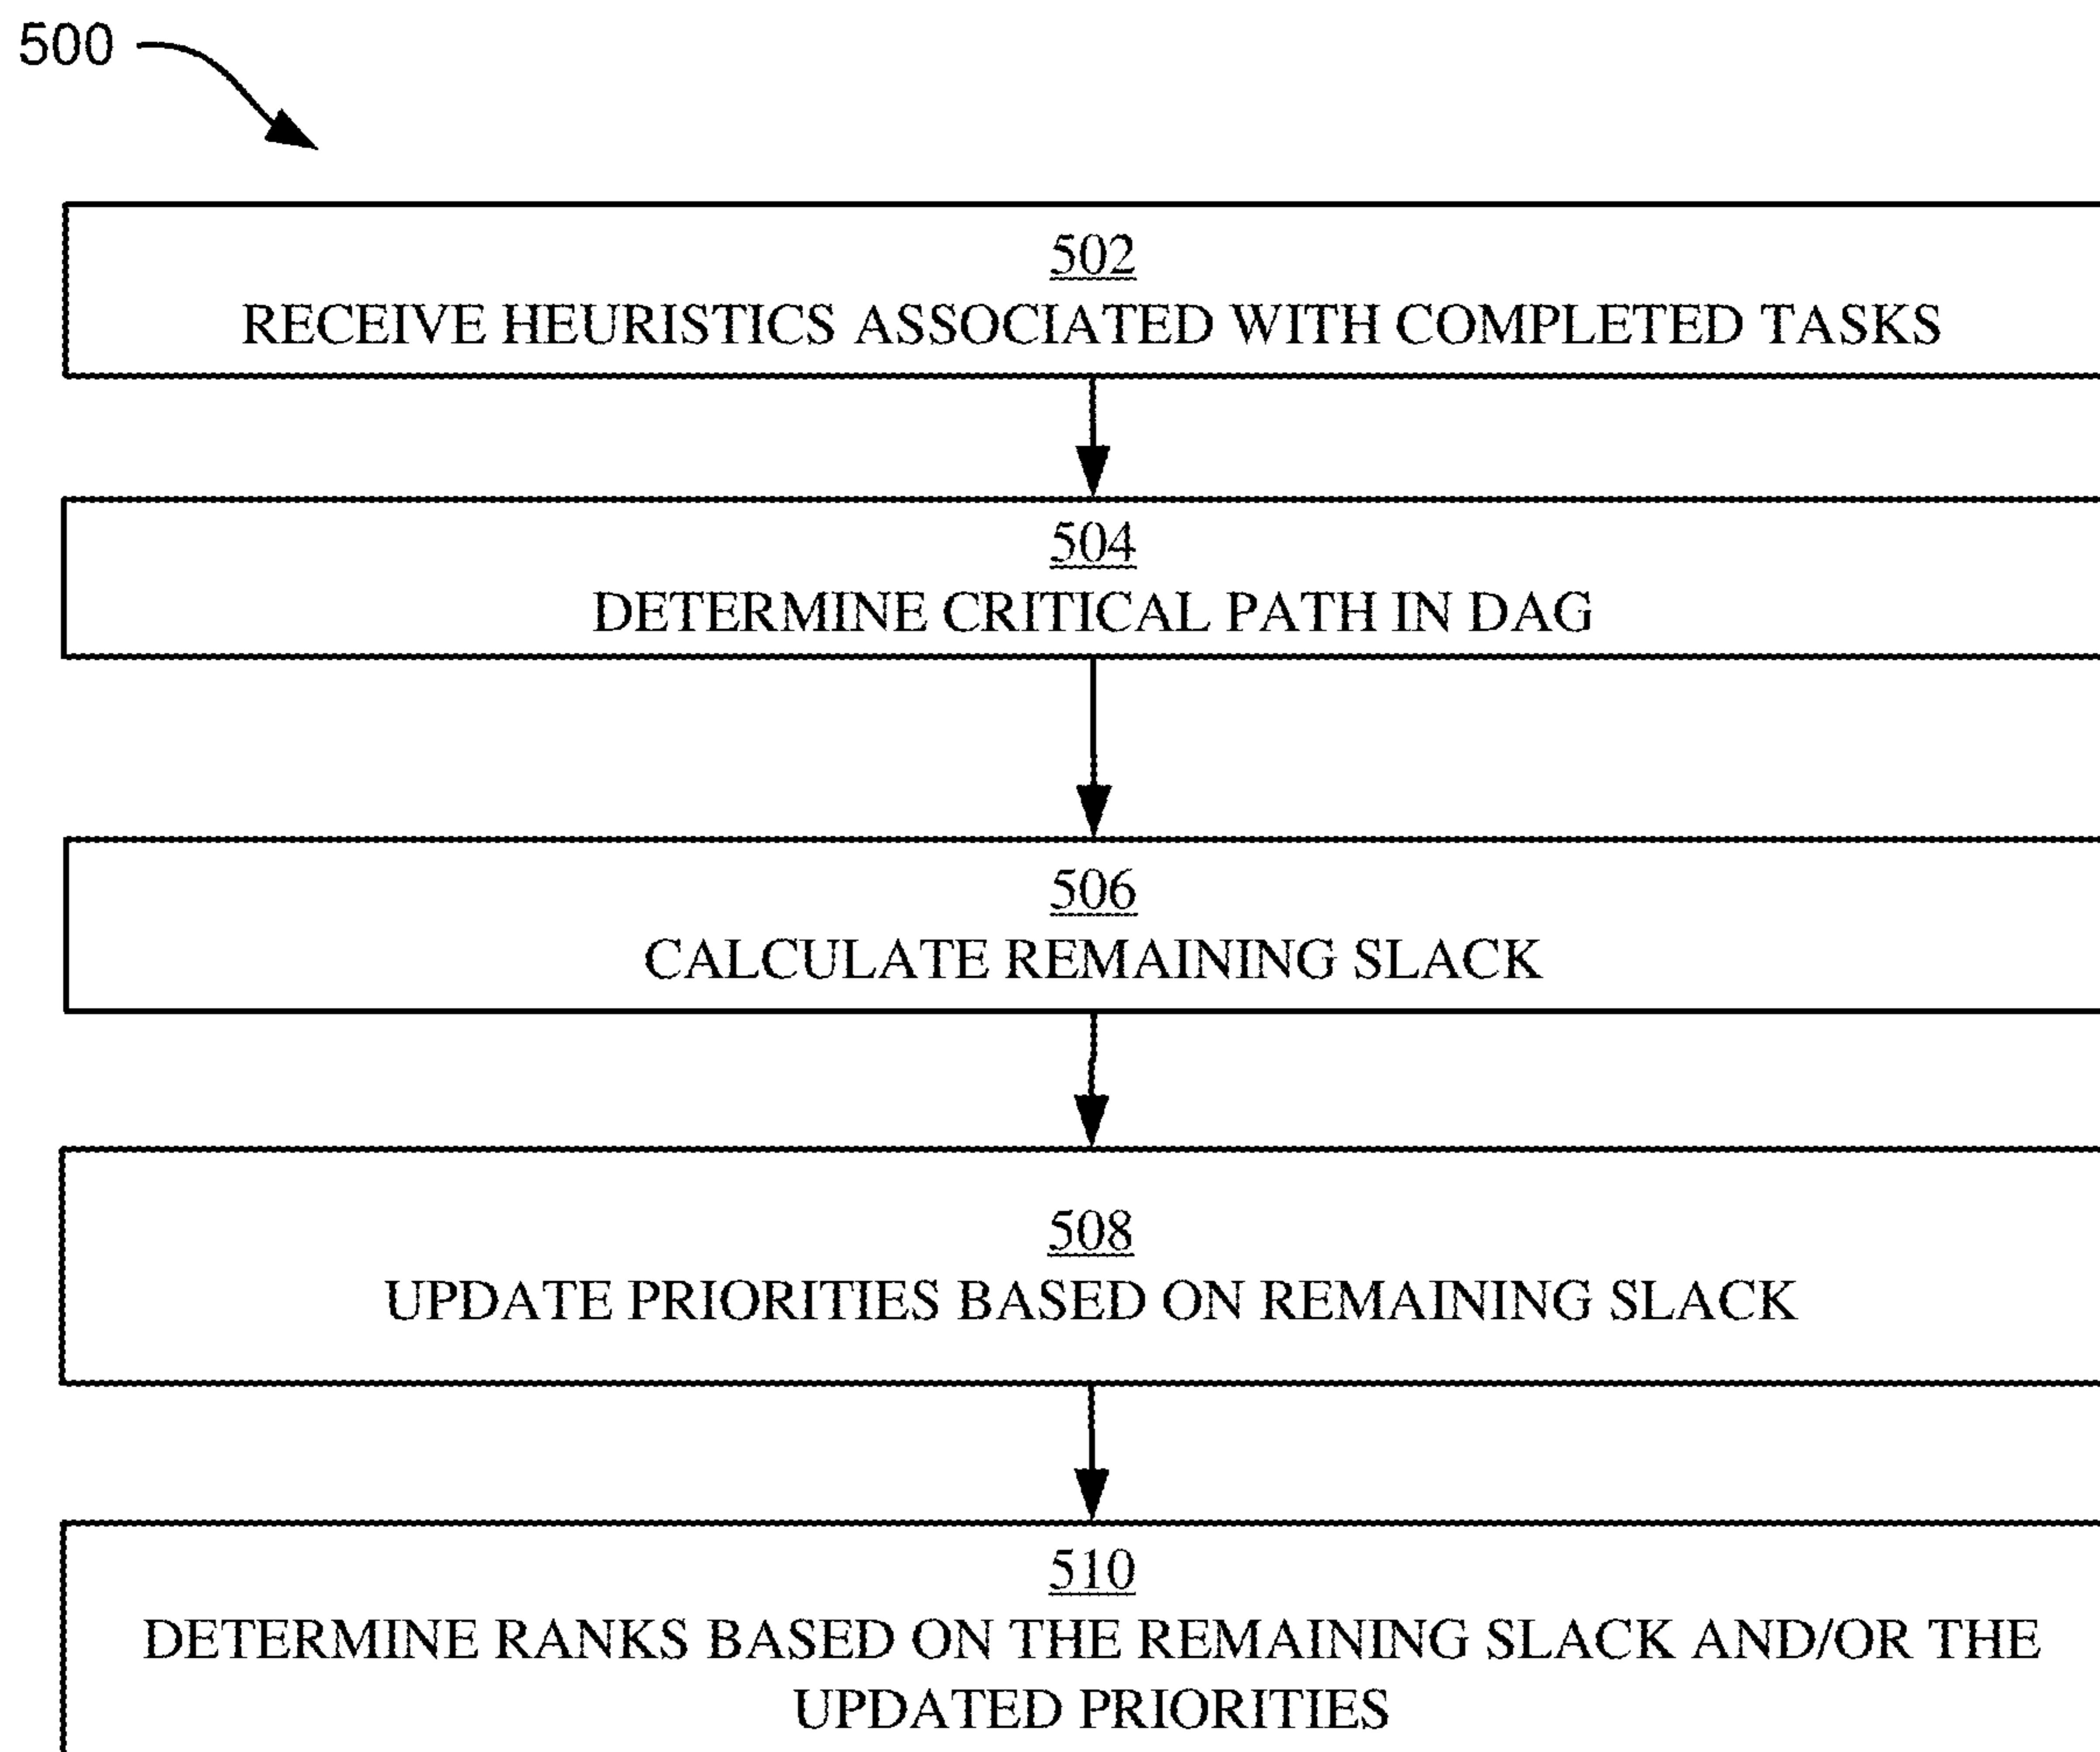 500
502
RECEIVE HEURISTICS ASSOCIATED WITH COMPLETED TASKS
504
DETERMINE CRITICAL PATH IN DAG
506
CALCULATE REMAINING SLACK
508
UPDATE PRIORITIES BASED ON REMAINING SLACK
510
DETERMINE RANKS BASED ON THE REMAINING SLACK AND/OR THE
UPDATED PRIORITIES